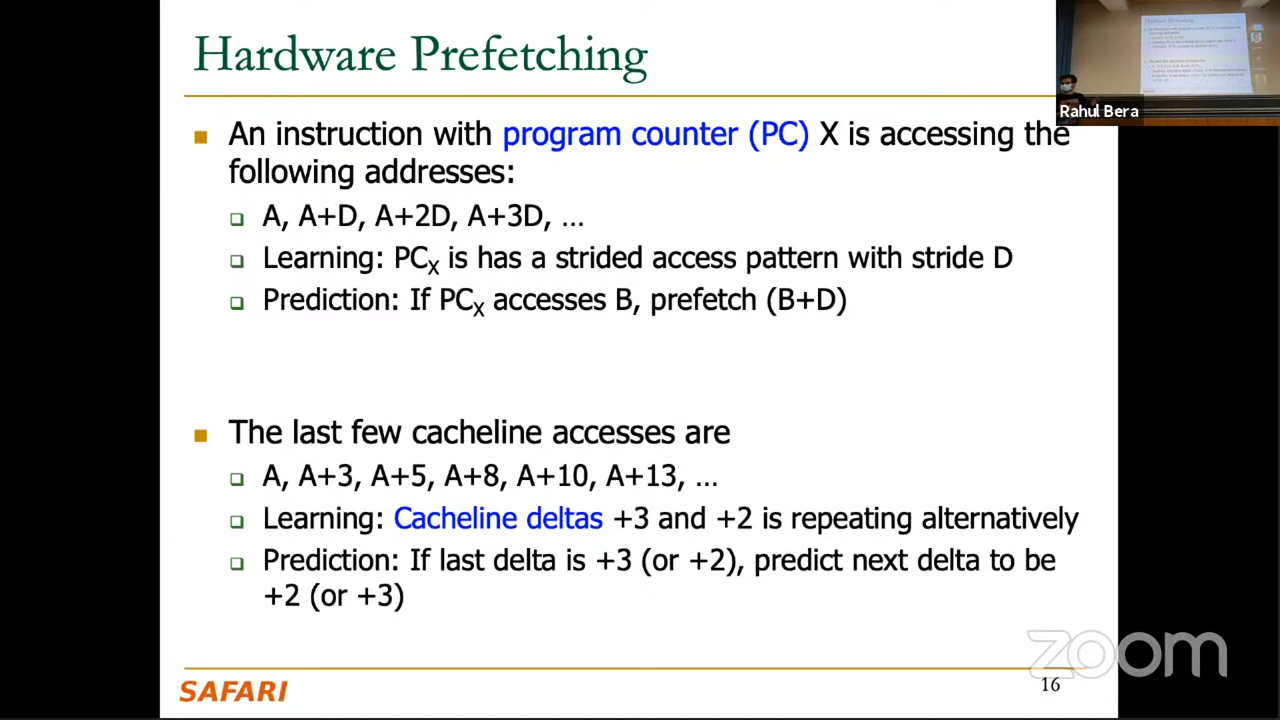 Hardware Prefetching
An instruction with program counter (PC) X is accessing the
following addresses:
A, A+D, A+2D, A+3D, …
Learning: PCX is has a strided access pattern with stride D
Prediction: If PCX accesses B, prefetch (B+D)
The last few cacheline accesses are
A, A+3, A+5, A+8, A+10, A+13, …
Learning: Cacheline deltas +3 and +2 is repeating alternatively
Prediction: If last delta is +3 (or +2), predict next delta to be
+2 (or +3)
SAFARI
16
zoom
Rahul Bera
Hardware Prefetching